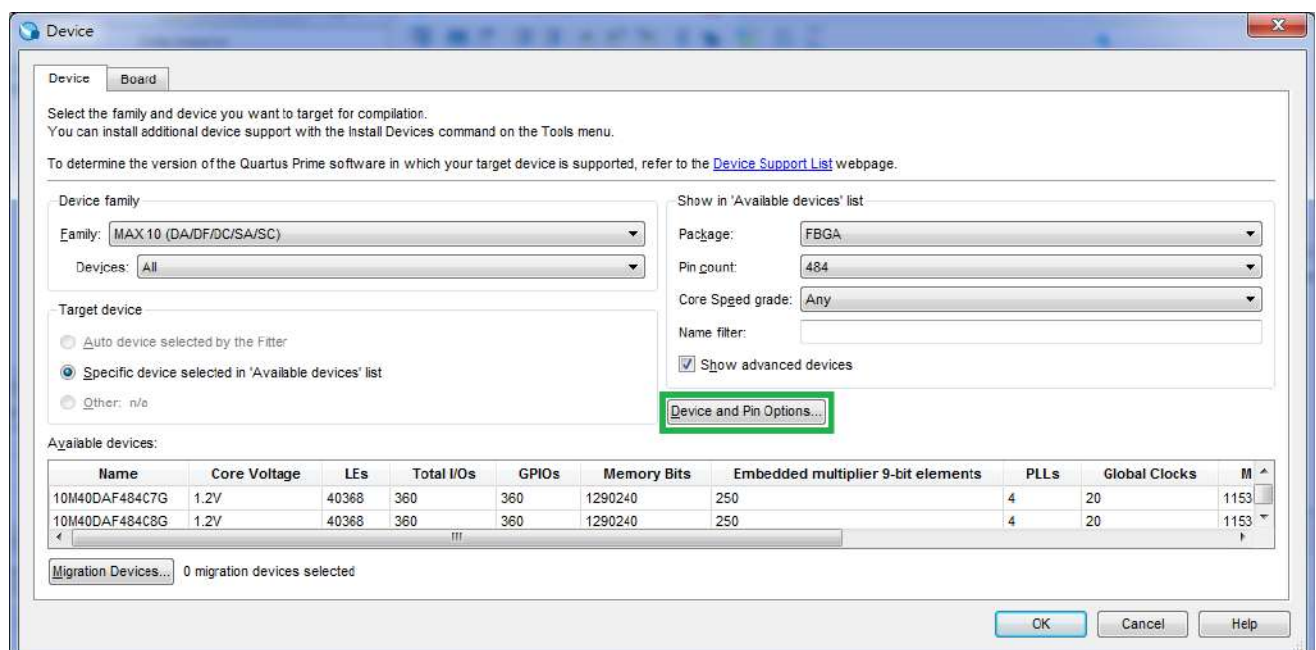 Device
Device Board
Select the family and device you want to target for compilation.
You can install additional device support with the Install Devices command on the Tools menu.
To determine the version of the Quartus Prime software in which your target device is supported, refer to the Device Support List webpage.
Device family
Family: MAX 10 (DA/DF/DC/SA/SC)
Devices: All
Target device
Auto device selected by the Fitter
Specific device selected in 'Available devices' list
Other: n/a
Show in 'Available devices' list
Package: FBGA
Pin count: 484
Core Speed grade: Any
Name filter:
Show advanced devices
Device and Pin Options...
Available devices:
Name Core Voltage LEs Total I/Os GPIOs Memory Bits Embedded multiplier 9-bit elements PLLs Global Clocks M
10M40DAF484C7G 1.2V 40368 360 360 1290240 250 4 20 1153
10M40DAF484C8G 1.2V 40368 360 360 1290240 250 4 20 1153
Migration Devices... 0 migration devices selected
OK Cancel Help